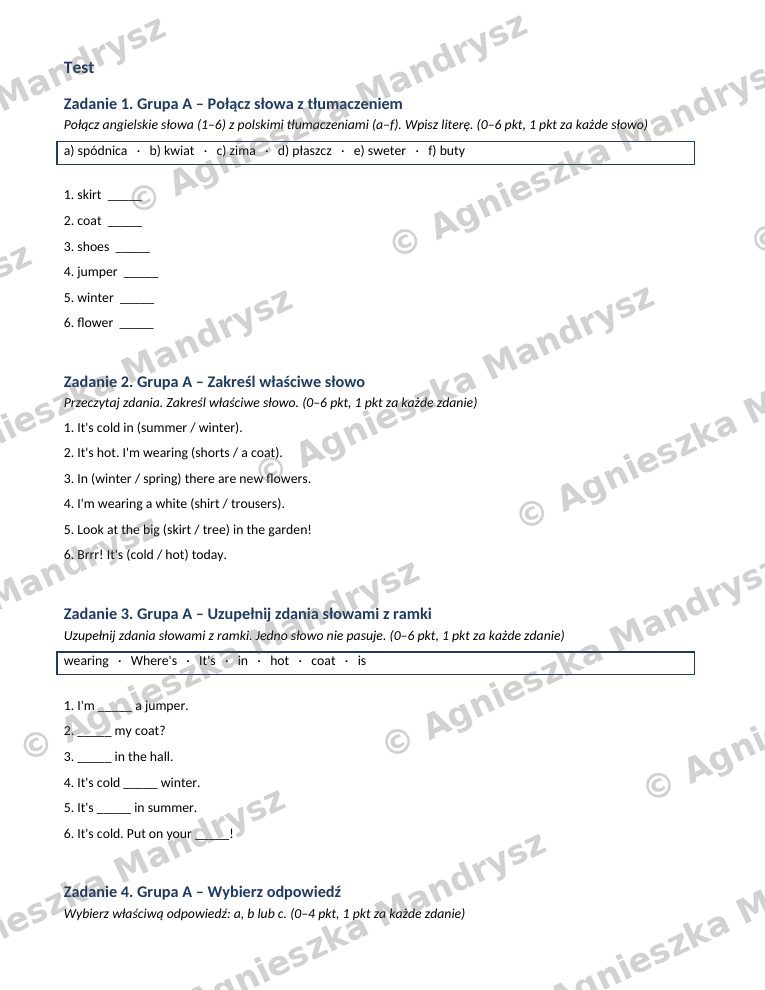 Test
Zadanie 1. Grupa A – Połącz słowa z tłumaczeniem
Połącz angielskie słowa (1–6) z polskimi tłumaczeniami (a–f). Wpisz literę. (0–6 pkt, 1 pkt za każde słowo)
a) spódnica · b) kwiat · c) zima · d) płaszcz · e) sweter · f) buty
1. skirt _____
2. coat _____
3. shoes _____
4. jumper _____
5. winter _____
6. flower _____
Zadanie 2. Grupa A – Zakreśl właściwe słowo
Przeczytaj zdania. Zakreśl właściwe słowo. (0–6 pkt, 1 pkt za każde zdanie)
1. It's cold in (summer / winter).
2. It's hot. I'm wearing (shorts / a coat).
3. In (winter / spring) there are new flowers.
4. I'm wearing a white (shirt / trousers).
5. Look at the big (skirt / tree) in the garden!
6. Brrr! It's (cold / hot) today.
Zadanie 3. Grupa A – Uzupełnij zdania słowami z ramki
Uzupełnij zdania słowami z ramki. Jedno słowo nie pasuje. (0–6 pkt, 1 pkt za każde zdanie)
wearing · Where's · It's · in · hot · coat · is
1. I'm _____ a jumper.
2. _____ my coat?
3. _____ in the hall.
4. It's cold _____ winter.
5. It's _____ in summer.
6. It's cold. Put on your _____!
Zadanie 4. Grupa A – Wybierz odpowiedź
Wybierz właściwą odpowiedź: a, b lub c. (0–4 pkt, 1 pkt za każde zdanie)
© Agnieszka Mandrysz